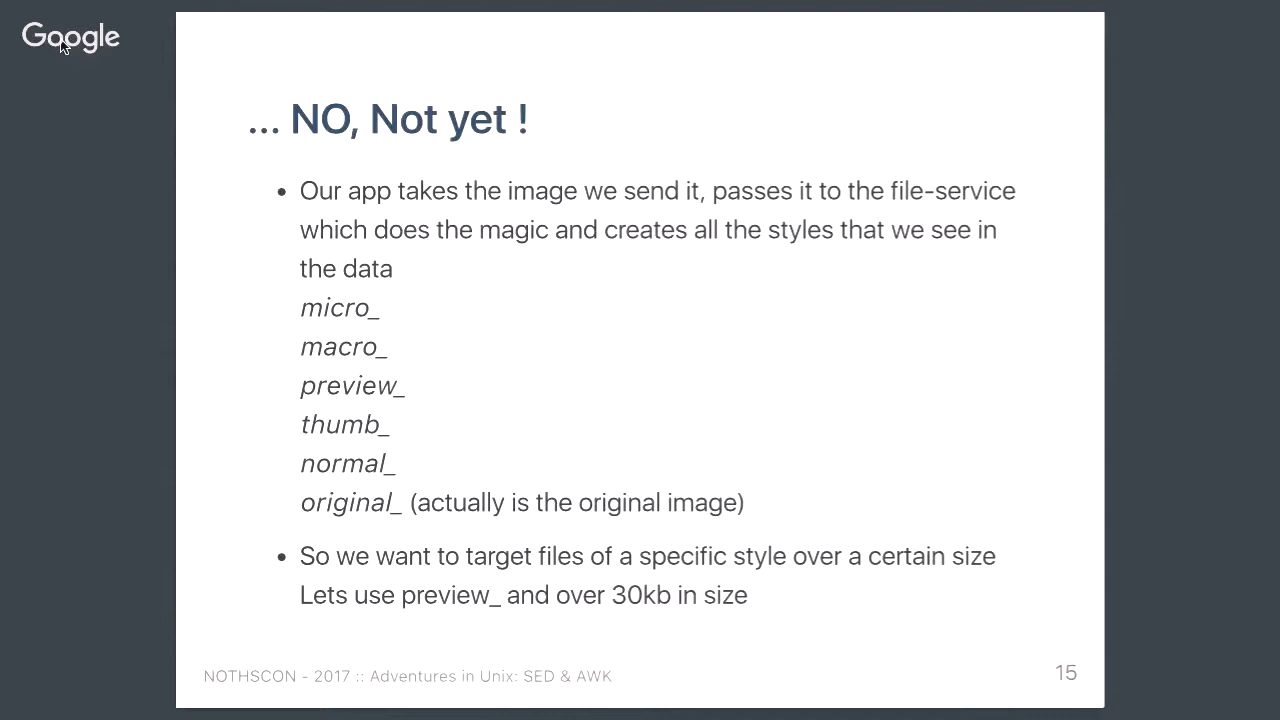 Google
... NO, Not yet !
• Our app takes the image we send it, passes it to the file-service
which does the magic and creates all the styles that we see in
the data
micro_
macro_
preview_
thumb_
normal_
original_ (actually is the original image)
• So we want to target files of a specific style over a certain size
Lets use preview_ and over 30kb in size
NOTHSCON - 2017 :: Adventures in Unix: SED & AWK
15